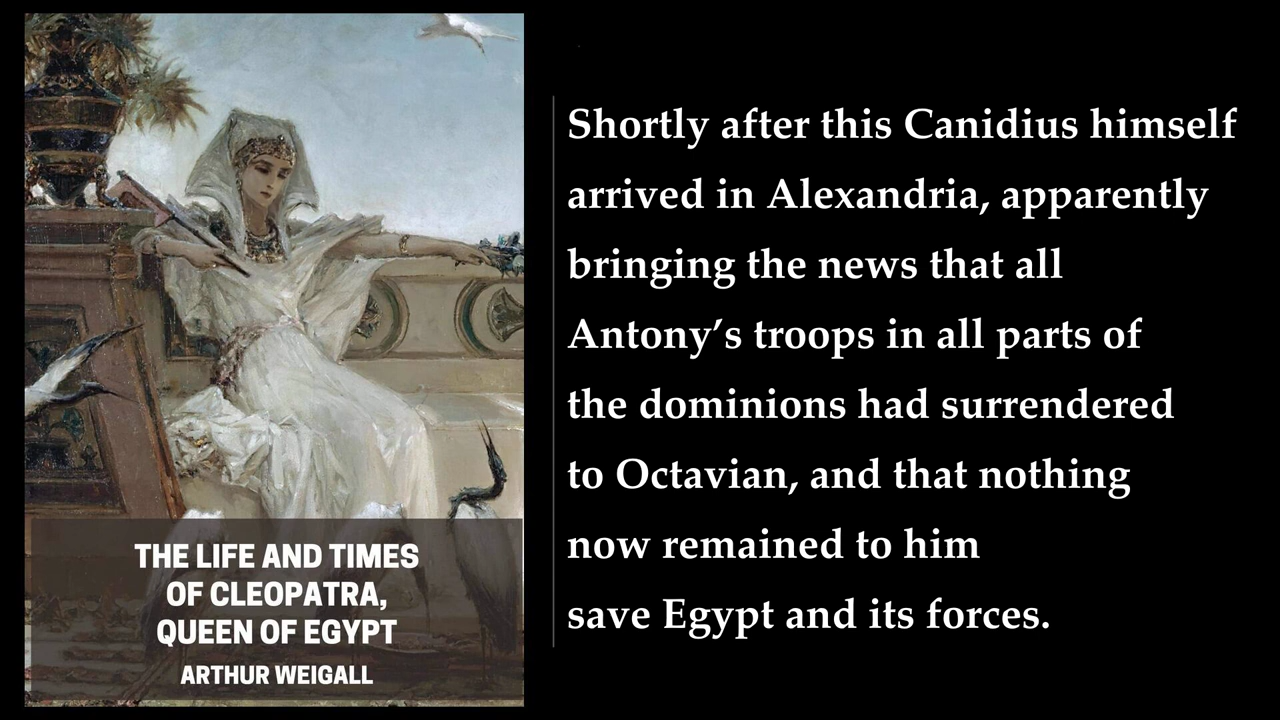 THE LIFE AND TIMES
OF CLEOPATRA,
QUEEN OF EGYPT
ARTHUR WEIGALL
Shortly after this Canidius himself
arrived in Alexandria, apparently
bringing the news that all
Antony’s troops in all parts of
the dominions had surrendered
to Octavian, and that nothing
now remained to him
save Egypt and its forces.